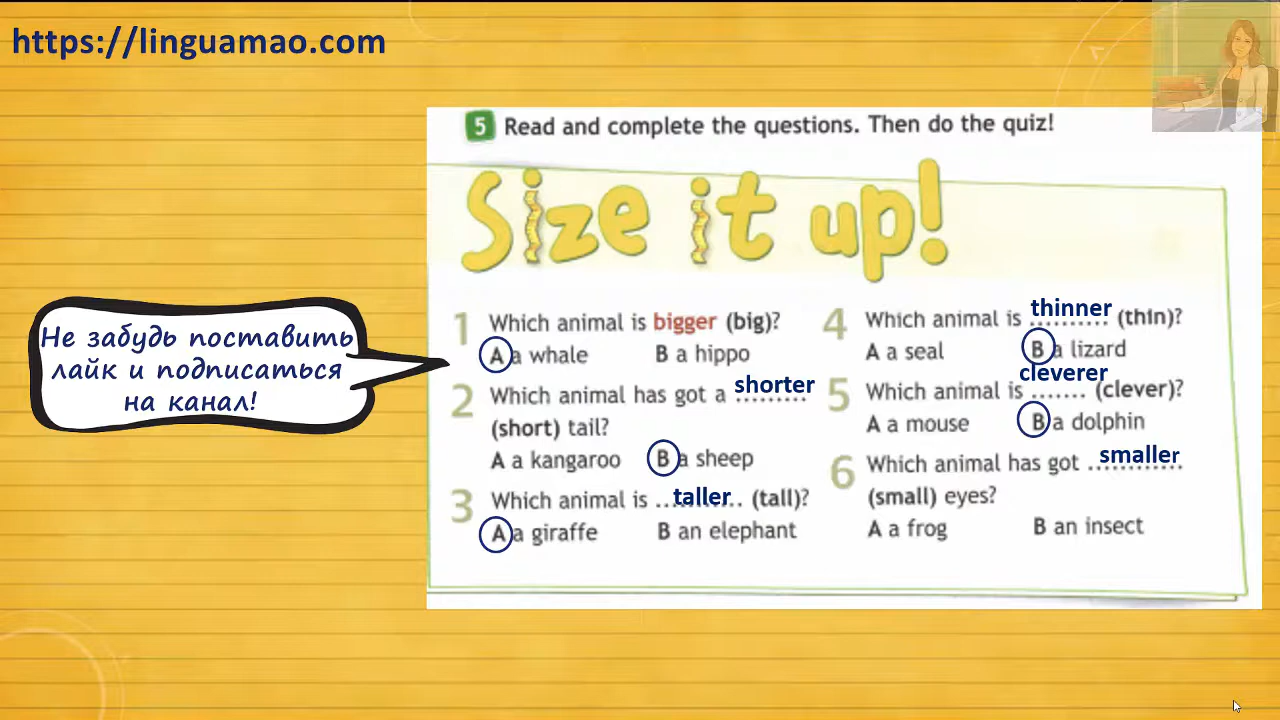 https://linguamao.com
5 Read and complete the questions. Then do the quiz!
Size it up!
Не забудь поставить
лайк и подписаться
на канал!
1 Which animal is bigger (big)?
A a whale B a hippo
2 Which animal has got a shorter
(short) tail?
A a kangaroo B a sheep
3 Which animal is taller (tall)?
A a giraffe B an elephant
4 Which animal is thinner (thin)?
A a seal B a lizard
5 Which animal is cleverer (clever)?
A a mouse B a dolphin
6 Which animal has got smaller
(small) eyes?
A a frog B an insect